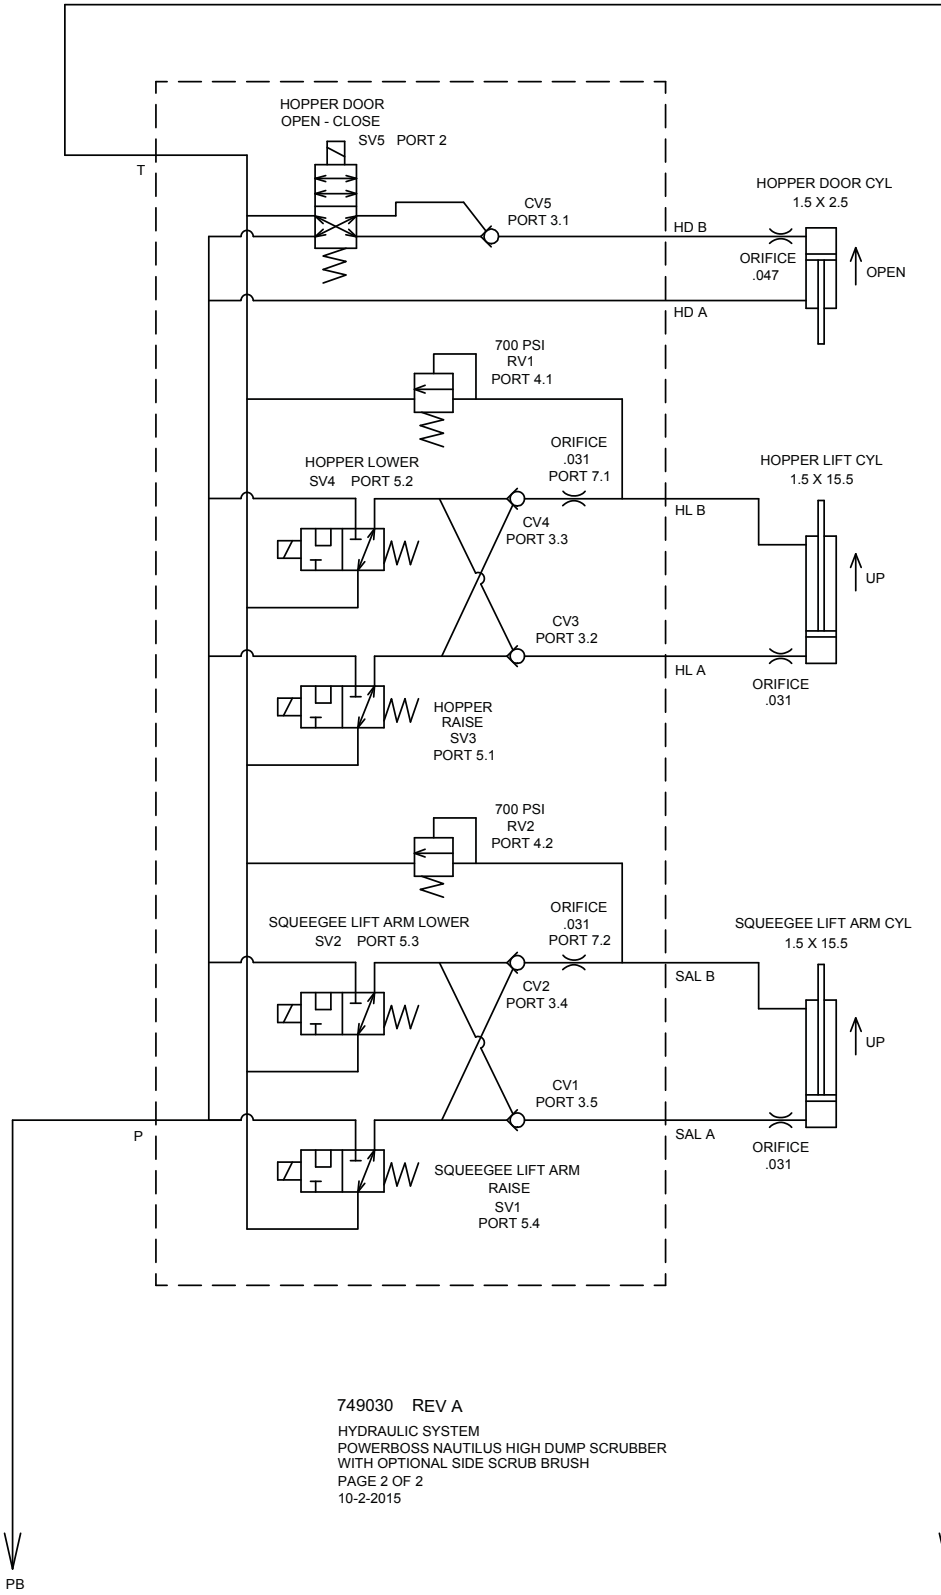 HOPPER DOOR
OPEN - CLOSE
SV5 PORT 2
T
CV5
PORT 3.1
HD B
HOPPER DOOR CYL
1.5 X 2.5
ORIFICE
.047
OPEN
HD A
700 PSI
RV1
PORT 4.1
HOPPER LOWER
SV4 PORT 5.2
ORIFICE
.031
PORT 7.1
HOPPER LIFT CYL
1.5 X 15.5
CV4
PORT 3.3
HL B
UP
CV3
PORT 3.2
HL A
ORIFICE
.031
HOPPER
RAISE
SV3
PORT 5.1
700 PSI
RV2
PORT 4.2
SQUEEGEE LIFT ARM LOWER
SV2 PORT 5.3
ORIFICE
.031
PORT 7.2
SQUEEGEE LIFT ARM CYL
1.5 X 15.5
CV2
PORT 3.4
SAL B
UP
CV1
PORT 3.5
P
SAL A
ORIFICE
.031
SQUEEGEE LIFT ARM
RAISE
SV1
PORT 5.4
749030 REV A
HYDRAULIC SYSTEM
POWERBOSS NAUTILUS HIGH DUMP SCRUBBER
WITH OPTIONAL SIDE SCRUB BRUSH
PAGE 2 OF 2
10-2-2015
PB